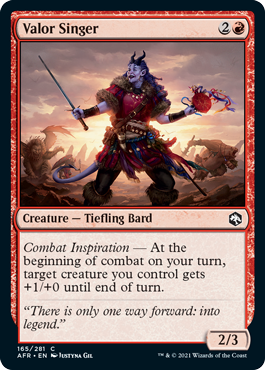 Valor Singer 2
Creature — Tiefling Bard
Combat Inspiration — At the
beginning of combat on your turn,
target creature you control gets
+1/+0 until end of turn.
“There is only one way forward: into
legend.”
2/3
165/281 C
AFR • EN Justyna Gil
™ & © 2021 Wizards of the Coast